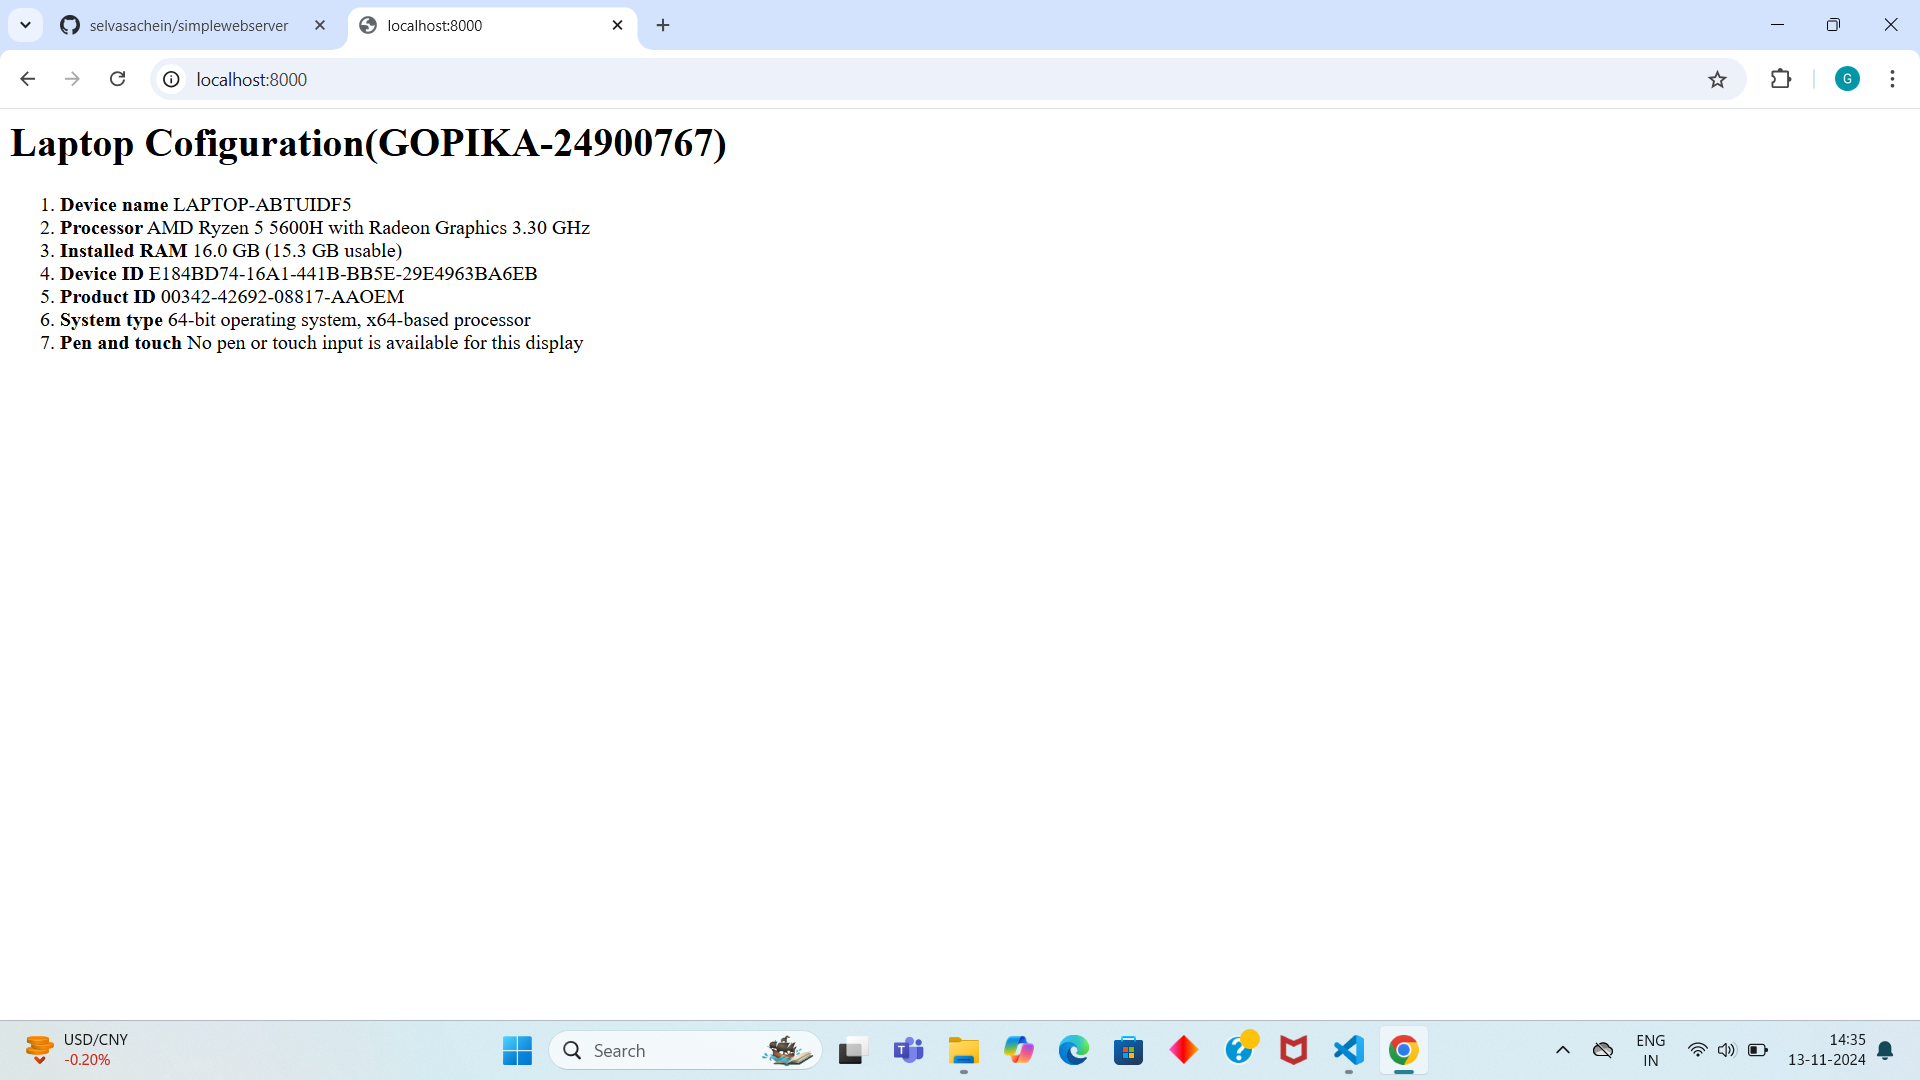 selvasachein/simplewebserver
localhost:8000
localhost:8000
G
Laptop Cofiguration(GOPIKA-24900767)
1. Device name LAPTOP-ABTUIDF5
2. Processor AMD Ryzen 5 5600H with Radeon Graphics 3.30 GHz
3. Installed RAM 16.0 GB (15.3 GB usable)
4. Device ID E184BD74-16A1-441B-BB5E-29E4963BA6EB
5. Product ID 00342-42692-08817-AAOEM
6. System type 64-bit operating system, x64-based processor
7. Pen and touch No pen or touch input is available for this display
USD/CNY
-0.20%
Search
ENG
IN
14:35
13-11-2024